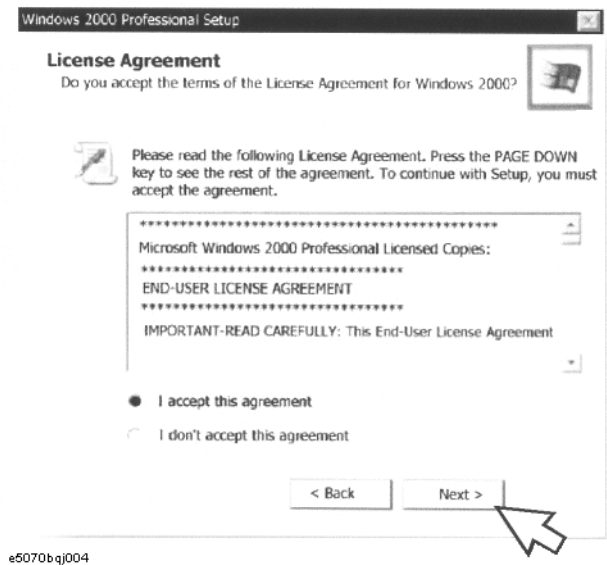 Windows 2000 Professional Setup
License Agreement
Do you accept the terms of the License Agreement for Windows 2000?
Please read the following License Agreement. Press the PAGE DOWN
key to see the rest of the agreement. To continue with Setup, you must
accept the agreement.
**********************************************
Microsoft Windows 2000 Professional Licensed Copies:
*********************************
END-USER LICENSE AGREEMENT
*********************************
IMPORTANT-READ CAREFULLY: This End-User License Agreement
I accept this agreement
I don't accept this agreement
< Back
Next >
e5070bqj004